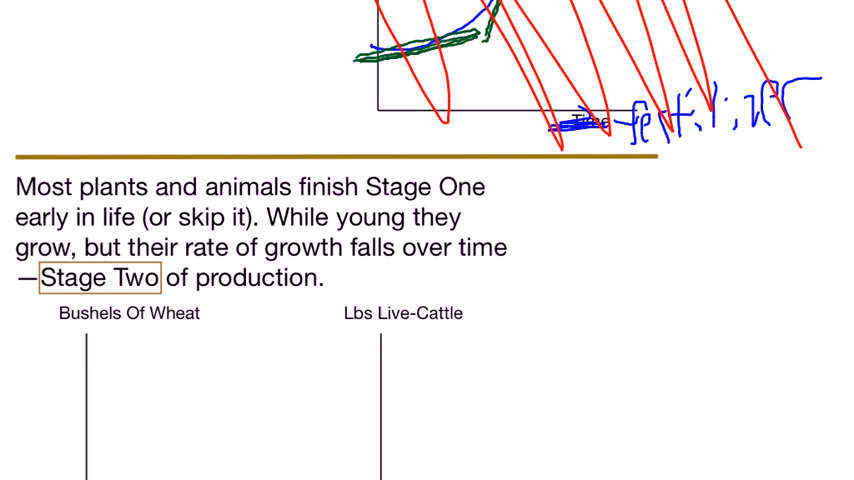 Time fertilizer
Most plants and animals finish Stage One
early in life (or skip it). While young they
grow, but their rate of growth falls over time
—Stage Two of production.
Bushels Of Wheat Lbs Live-Cattle